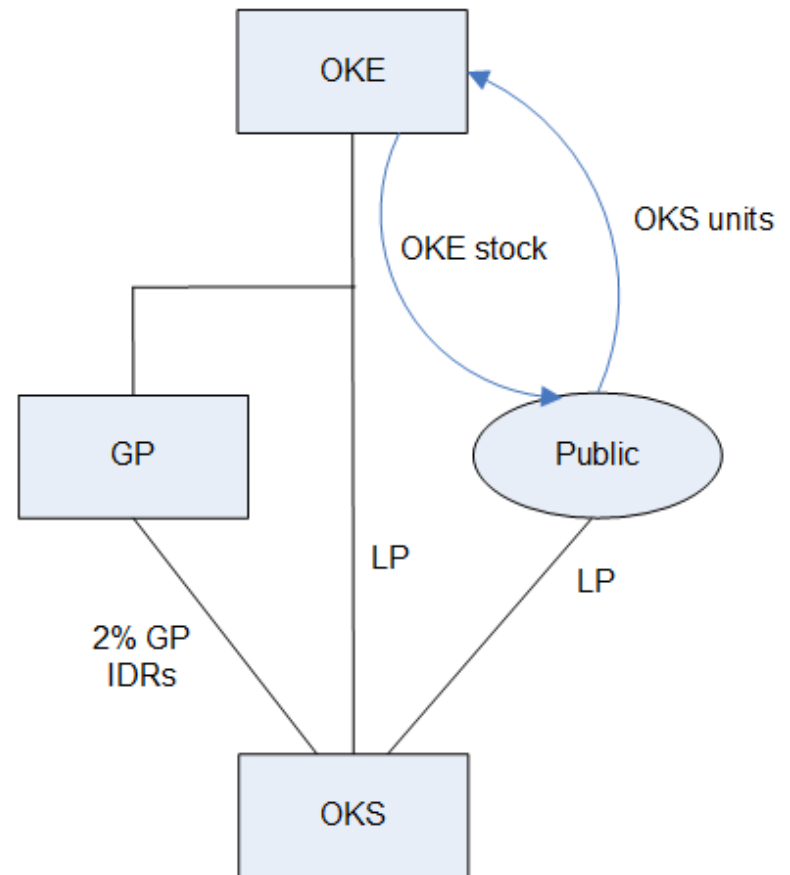 OKE
OKS units
OKE stock
GP
Public
LP
LP
2% GP
IDRs
OKS